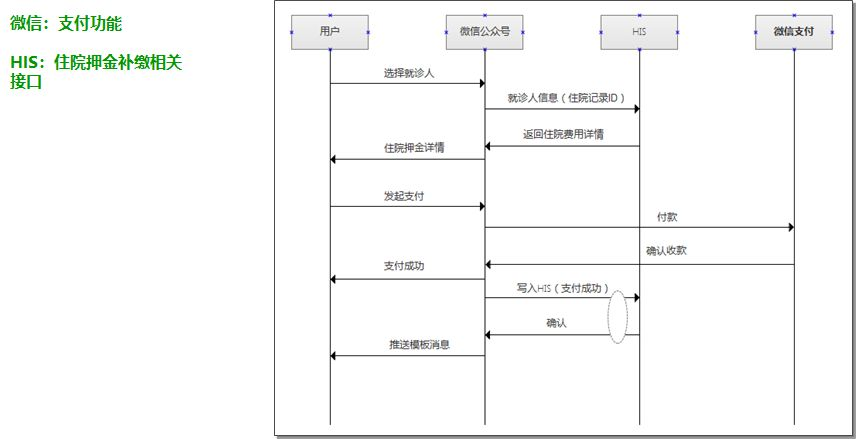 微信：支付功能
HIS：住院押金补缴相关
接口
用户
微信公众号
HIS
微信支付
选择就诊人
就诊人信息（住院记录ID）
返回住院费用详情
住院押金详情
发起支付
付款
确认收款
支付成功
写入HIS（支付成功）
确认
推送模板消息